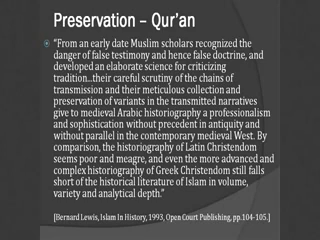 Preservation – Qur'an
"From an early date Muslim scholars recognized the
danger of false testimony and hence false doctrine, and
developed an elaborate science for criticizing
tradition...their careful scrutiny of the chains of
transmission and their meticulous collection and
preservation of variants in the transmitted narratives
give to medieval Arabic historiography a professionalism
and sophistication without precedent in antiquity and
without parallel in the contemporary medieval West. By
comparison, the historiography of Latin Christendom
seems poor and meagre, and even the more advanced and
complex historiography of Greek Christendom still falls
short of the historical literature of Islam in volume,
variety and analytical depth."
[Bernard Lewis, Islam In History, 1993, Open Court Publishing, pp.104-105.]